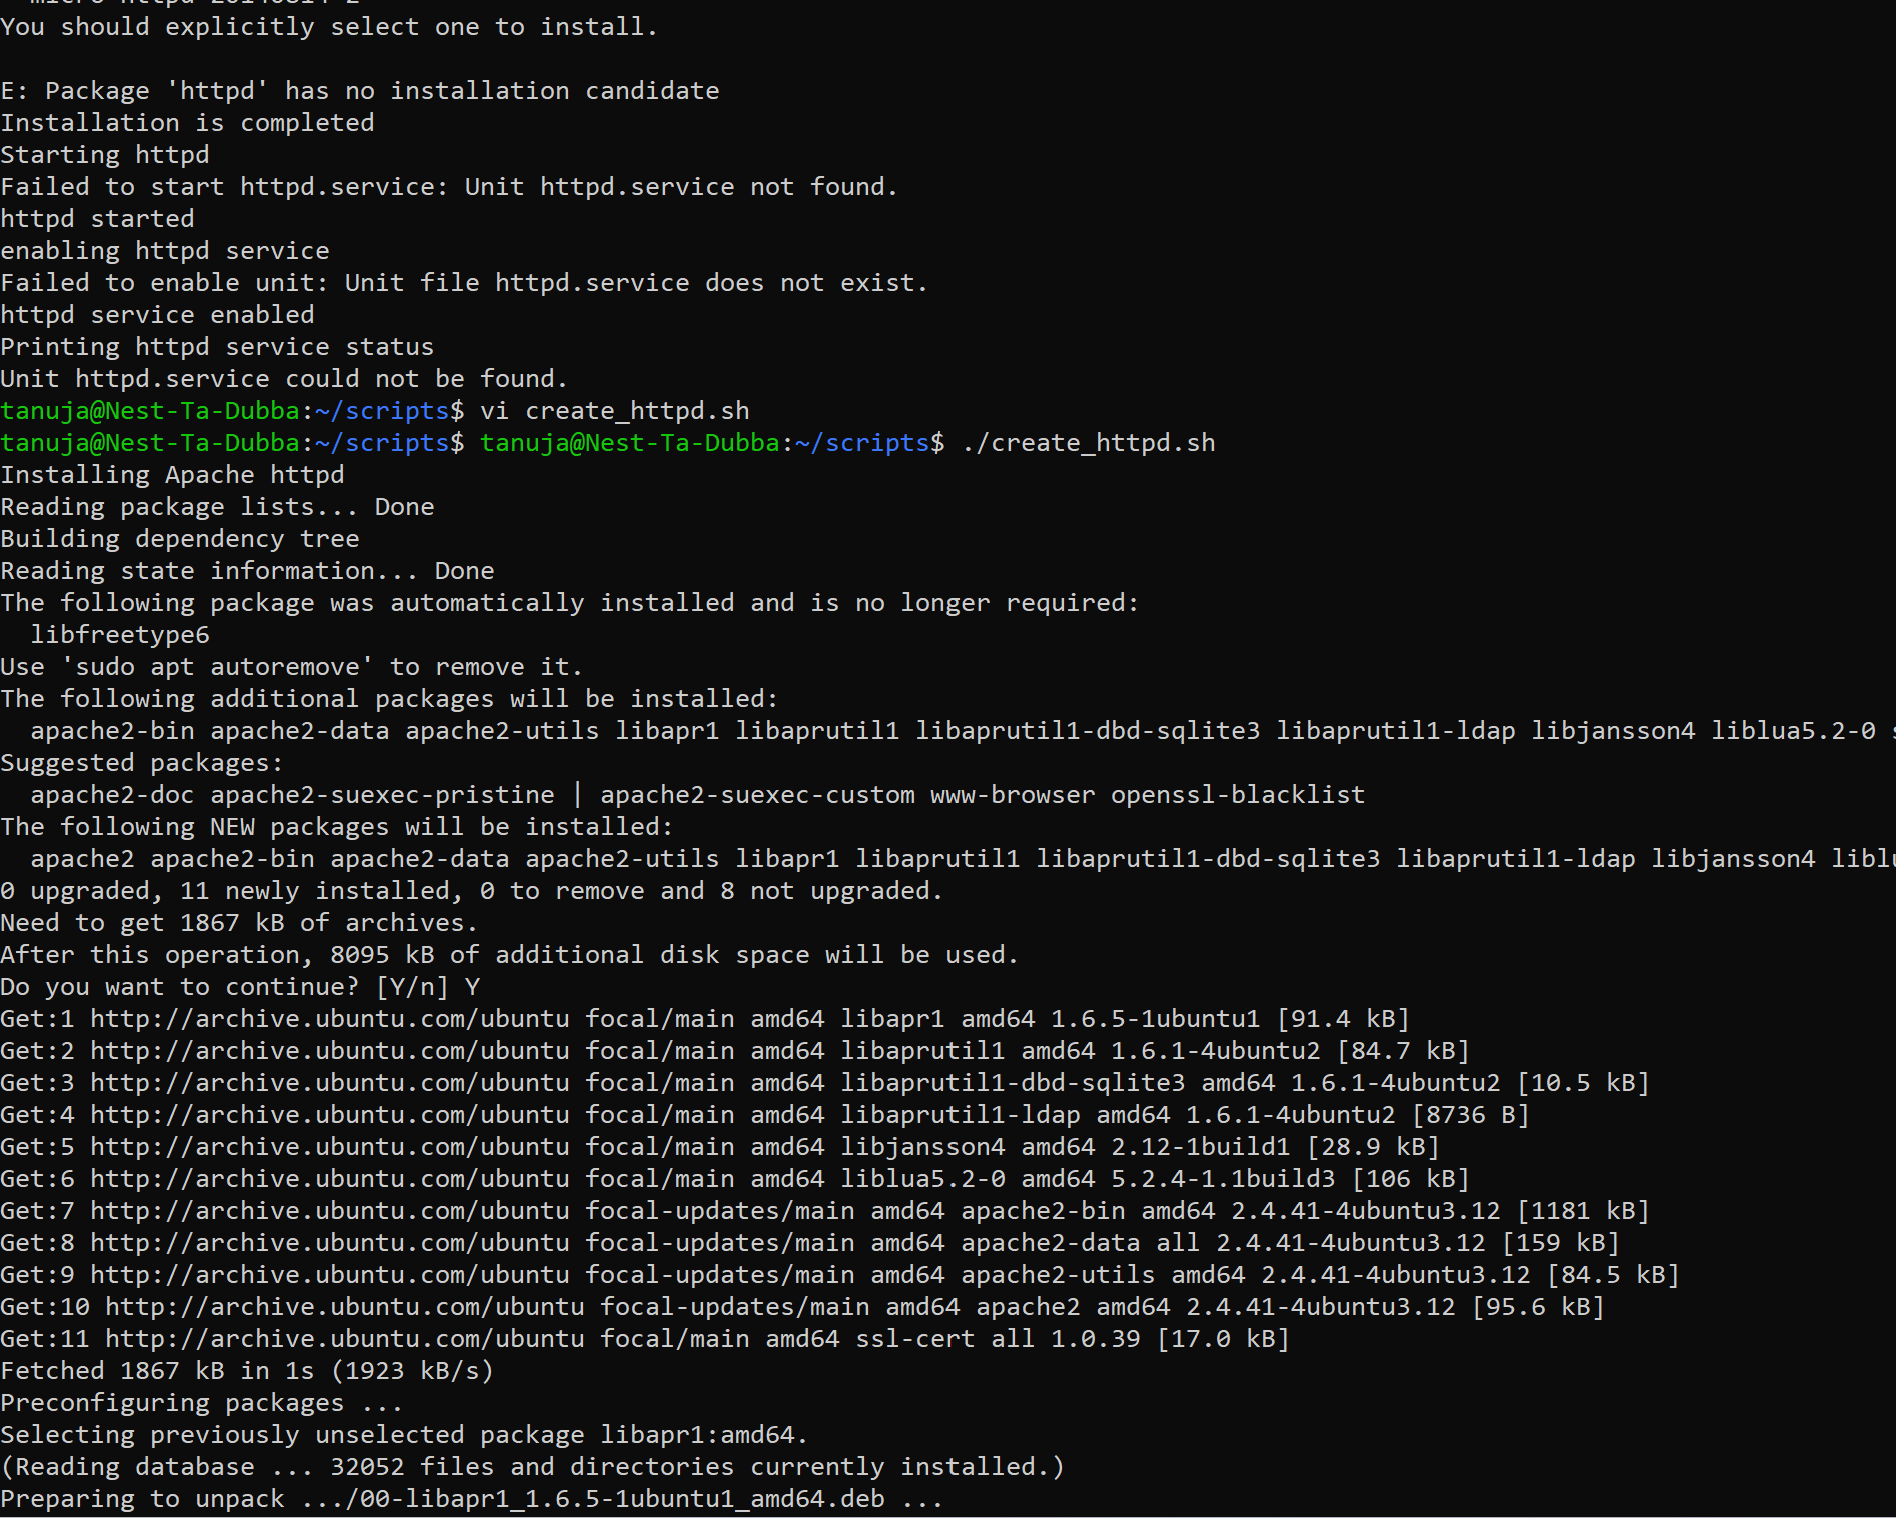 You should explicitly select one to install.
E: Package 'httpd' has no installation candidate
Installation is completed
Starting httpd
Failed to start httpd.service: Unit httpd.service not found.
httpd started
enabling httpd service
Failed to enable unit: Unit file httpd.service does not exist.
httpd service enabled
Printing httpd service status
Unit httpd.service could not be found.
tanuja@Nest-Ta-Dubba:~/scripts$ vi create_httpd.sh
tanuja@Nest-Ta-Dubba:~/scripts$ tanuja@Nest-Ta-Dubba:~/scripts$ ./create_httpd.sh
Installing Apache httpd
Reading package lists... Done
Building dependency tree
Reading state information... Done
The following package was automatically installed and is no longer required:
  libfreetype6
Use 'sudo apt autoremove' to remove it.
The following additional packages will be installed:
  apache2-bin apache2-data apache2-utils libapr1 libaprutil1 libaprutil1-dbd-sqlite3 libaprutil1-ldap libjansson4 liblua5.2-0
Suggested packages:
  apache2-doc apache2-suexec-pristine | apache2-suexec-custom www-browser openssl-blacklist
The following NEW packages will be installed:
  apache2 apache2-bin apache2-data apache2-utils libapr1 libaprutil1 libaprutil1-dbd-sqlite3 libaprutil1-ldap libjansson4
0 upgraded, 11 newly installed, 0 to remove and 8 not upgraded.
Need to get 1867 kB of archives.
After this operation, 8095 kB of additional disk space will be used.
Do you want to continue? [Y/n] Y
Get:1 http://archive.ubuntu.com/ubuntu focal/main amd64 libapr1 amd64 1.6.5-1ubuntu1 [91.4 kB]
Get:2 http://archive.ubuntu.com/ubuntu focal/main amd64 libaprutil1 amd64 1.6.1-4ubuntu2 [84.7 kB]
Get:3 http://archive.ubuntu.com/ubuntu focal/main amd64 libaprutil1-dbd-sqlite3 amd64 1.6.1-4ubuntu2 [10.5 kB]
Get:4 http://archive.ubuntu.com/ubuntu focal/main amd64 libaprutil1-ldap amd64 1.6.1-4ubuntu2 [8736 B]
Get:5 http://archive.ubuntu.com/ubuntu focal/main amd64 libjansson4 amd64 2.12-1build1 [28.9 kB]
Get:6 http://archive.ubuntu.com/ubuntu focal/main amd64 liblua5.2-0 amd64 5.2.4-1.1build3 [106 kB]
Get:7 http://archive.ubuntu.com/ubuntu focal-updates/main amd64 apache2-bin amd64 2.4.41-4ubuntu3.12 [1181 kB]
Get:8 http://archive.ubuntu.com/ubuntu focal-updates/main amd64 apache2-data all 2.4.41-4ubuntu3.12 [159 kB]
Get:9 http://archive.ubuntu.com/ubuntu focal-updates/main amd64 apache2-utils amd64 2.4.41-4ubuntu3.12 [84.5 kB]
Get:10 http://archive.ubuntu.com/ubuntu focal-updates/main amd64 apache2 amd64 2.4.41-4ubuntu3.12 [95.6 kB]
Get:11 http://archive.ubuntu.com/ubuntu focal/main amd64 ssl-cert all 1.0.39 [17.0 kB]
Fetched 1867 kB in 1s (1923 kB/s)
Preconfiguring packages ...
Selecting previously unselected package libapr1:amd64.
(Reading database ... 32052 files and directories currently installed.)
Preparing to unpack .../00-libapr1_1.6.5-1ubuntu1_amd64.deb ...